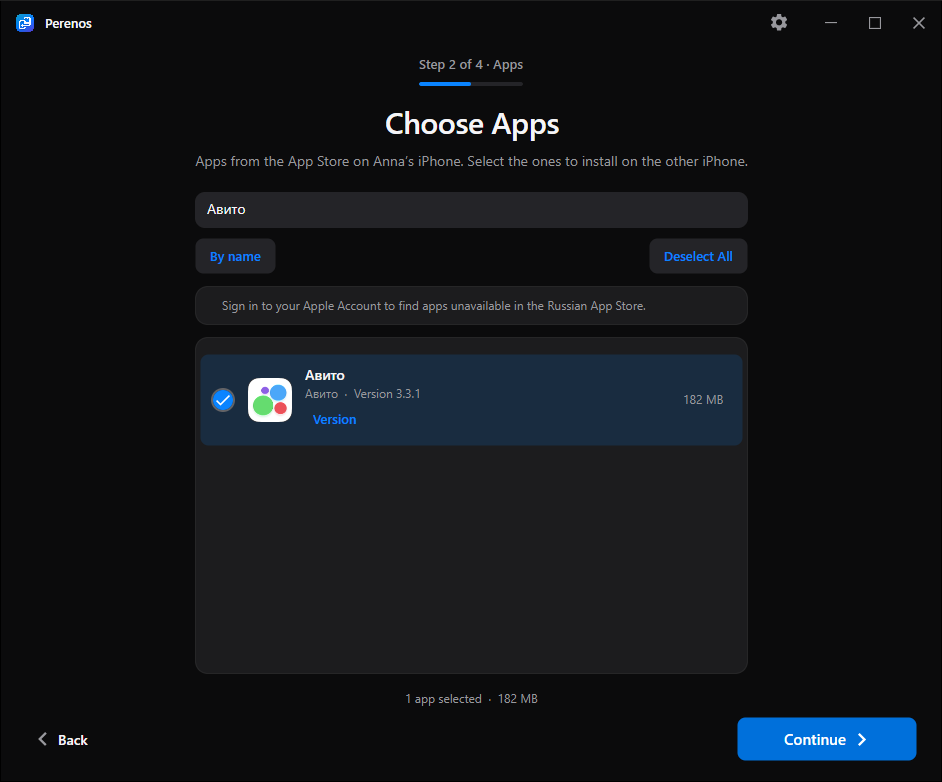 Perenos
Step 2 of 4 · Apps
Choose Apps
Apps from the App Store on Anna's iPhone. Select the ones to install on the other iPhone.
Авито
By name
Deselect All
Sign in to your Apple Account to find apps unavailable in the Russian App Store.
Авито
Авито · Version 3.3.1
182 MB
Version
1 app selected · 182 MB
Back
Continue